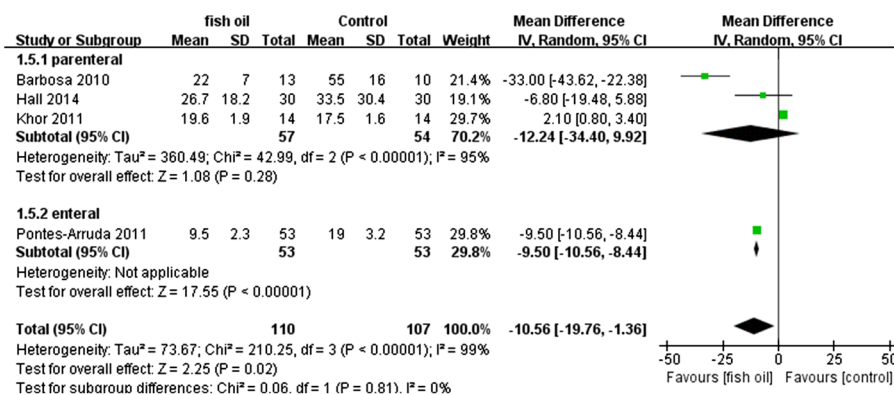 fish oil Control Mean Difference Mean Difference
Study or Subgroup Mean SD Total Mean SD Total Weight IV, Random, 95% CI IV, Random, 95% CI
1.5.1 parenteral
Barbosa 2010 22 7 13 55 16 10 21.4% -33.00 [-43.62, -22.38]
Hall 2014 26.7 18.2 30 33.5 30.4 30 19.1% -6.80 [-19.48, 5.88]
Khor 2011 19.6 1.9 14 17.5 1.6 14 29.7% 2.10 [0.80, 3.40]
Subtotal (95% CI) 57 54 70.2% -12.24 [-34.40, 9.92]
Heterogeneity: Tau² = 360.49; Chi² = 42.99, df = 2 (P < 0.00001); I² = 95%
Test for overall effect: Z = 1.08 (P = 0.28)
1.5.2 enteral
Pontes-Arruda 2011 9.5 2.3 53 19 3.2 53 29.8% -9.50 [-10.56, -8.44]
Subtotal (95% CI) 53 53 29.8% -9.50 [-10.56, -8.44]
Heterogeneity: Not applicable
Test for overall effect: Z = 17.55 (P < 0.00001)
Total (95% CI) 110 107 100.0% -10.56 [-19.76, -1.36]
Heterogeneity: Tau² = 73.67; Chi² = 210.25, df = 3 (P < 0.00001); I² = 99%
Test for overall effect: Z = 2.25 (P = 0.02)
Test for subgroup differences: Chi² = 0.06, df = 1 (P = 0.81), I² = 0%
-50 -25 0 25 50
Favours [fish oil] Favours [control]